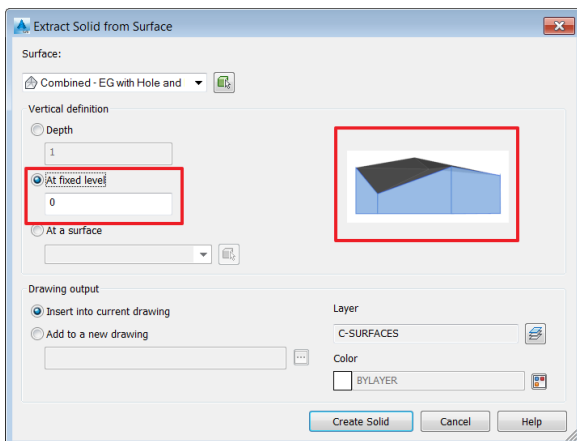 Extract Solid from Surface
Surface:
Combined - EG with Hole and
Vertical definition
Depth
1
At fixed level
0
At a surface
Drawing output
Insert into current drawing
Add to a new drawing
...
Layer
C-SURFACES
Color
BYLAYER
Create Solid Cancel Help